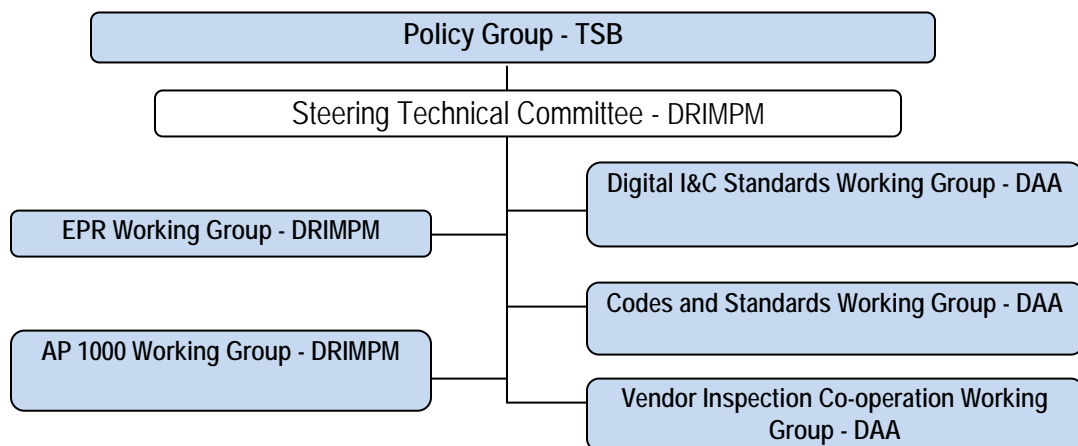 Policy Group - TSB
Steering Technical Committee - DRIMPM
Digital I&C Standards Working Group - DAA
EPR Working Group - DRIMPM
Codes and Standards Working Group - DAA
AP 1000 Working Group - DRIMPM
Vendor Inspection Co-operation Working
Group - DAA